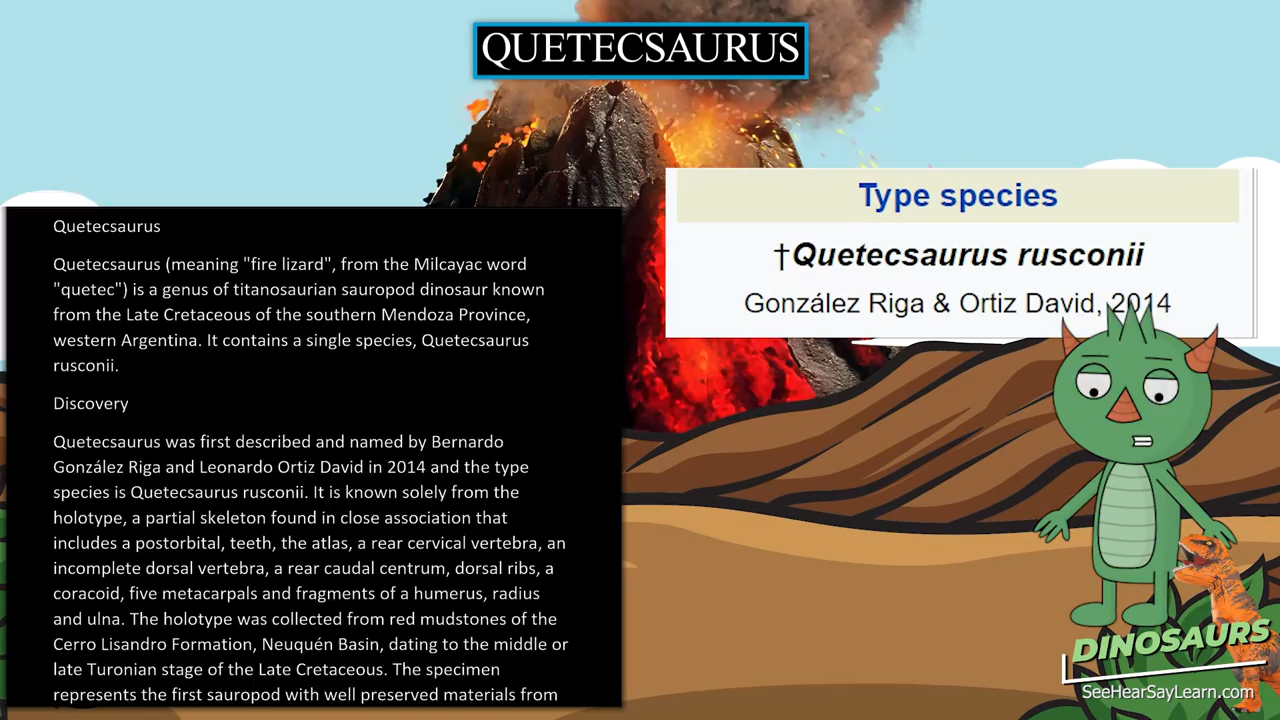 QUETECSAURUS
Type species
†Quetecsaurus rusconii
González Riga & Ortiz David, 2014
Quetecsaurus
Quetecsaurus (meaning "fire lizard", from the Milcayac word
"quetec") is a genus of titanosaurian sauropod dinosaur known
from the Late Cretaceous of the southern Mendoza Province,
western Argentina. It contains a single species, Quetecsaurus
rusconii.
Discovery
Quetecsaurus was first described and named by Bernardo
González Riga and Leonardo Ortiz David in 2014 and the type
species is Quetecsaurus rusconii. It is known solely from the
holotype, a partial skeleton found in close association that
includes a postorbital, teeth, the atlas, a rear cervical vertebra, an
incomplete dorsal vertebra, a rear caudal centrum, dorsal ribs, a
coracoid, five metacarpals and fragments of a humerus, radius
and ulna. The holotype was collected from red mudstones of the
Cerro Lisandro Formation, Neuquén Basin, dating to the middle or
late Turonian stage of the Late Cretaceous. The specimen
represents the first sauropod with well preserved materials from
DINOSAURS
SeeHearSayLearn.com